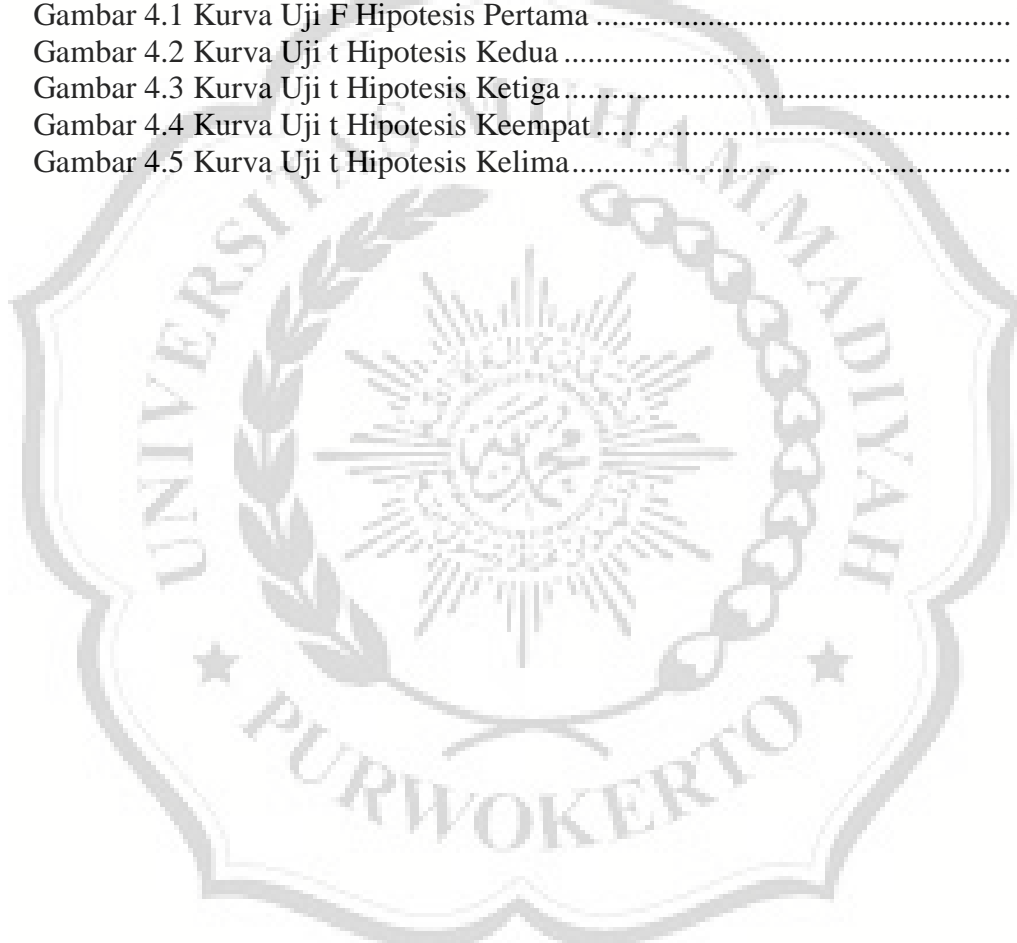 Gambar 4.1 Kurva Uji F Hipotesis Pertama ....................................................
Gambar 4.2 Kurva Uji t Hipotesis Kedua ........................................................
Gambar 4.3 Kurva Uji t Hipotesis Ketiga ........................................................
Gambar 4.4 Kurva Uji t Hipotesis Keempat ....................................................
Gambar 4.5 Kurva Uji t Hipotesis Kelima.......................................................
UNIVERSITAS MUHAMMADIYAH
PURWOKERTO